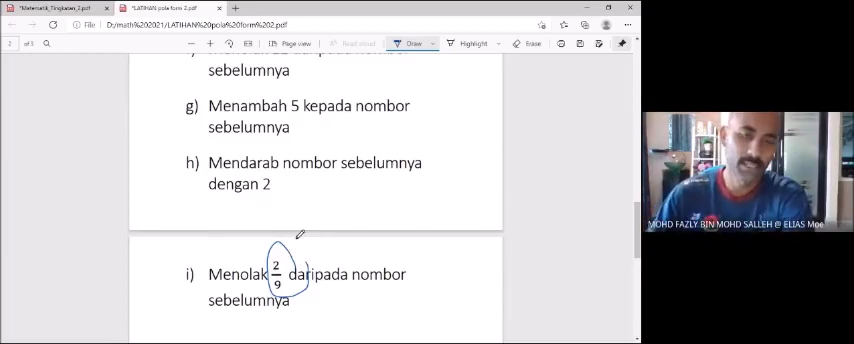 *Matematik_Tingkatan_2.pdf
*LATIHAN pola form 2.pdf
File
D:/math%202021/LATIHAN%20pola%20form%202.pdf
2 of 3
Page view
Read aloud
Draw
Highlight
Erase
sebelumnya
g) Menambah 5 kepada nombor
sebelumnya
h) Mendarab nombor sebelumnya
dengan 2
i) Menolak 2/9 daripada nombor
sebelumnya
MOHD FAZLY BIN MOHD SALLEH @ ELIAS Moe